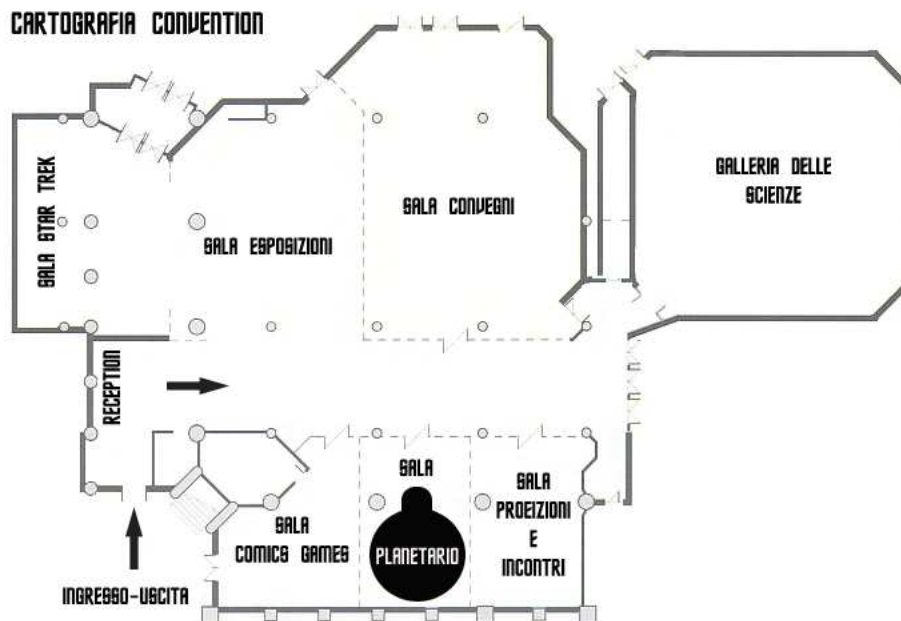 CARTOGRAFIA CONVENTION
GALLERIA DELLE
SCIENZE
SALA STAR TREK
SALA CONVEGNI
SALA ESPOSIZIONI
RECEPTION
SALA
PLANETARIO
SALA
PROEIZIONI
E
INCONTRI
SALA
COMICS GAMES
INGRESSO-USCITA